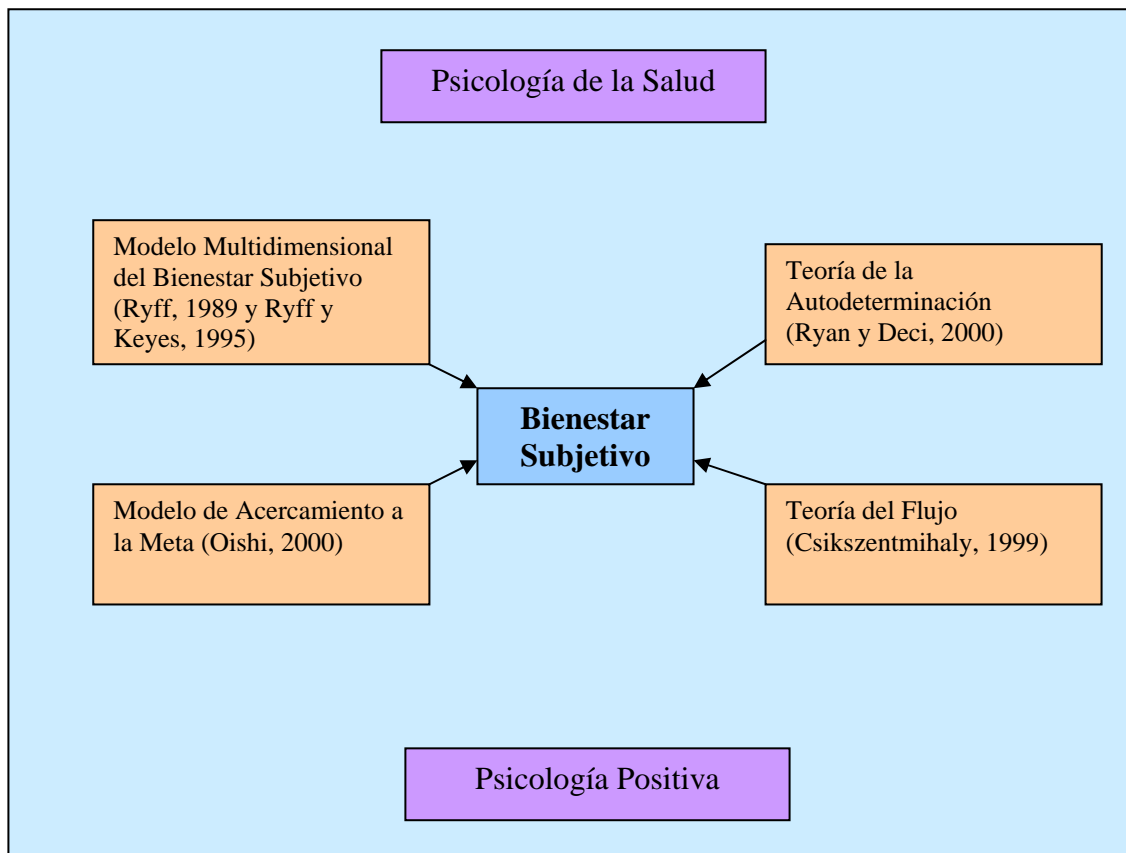 Psicología de la Salud
Modelo Multidimensional
del Bienestar Subjetivo
(Ryff, 1989 y Ryff y
Keyes, 1995)
Teoría de la
Autodeterminación
(Ryan y Deci, 2000)
Bienestar
Subjetivo
Modelo de Acercamiento a
la Meta (Oishi, 2000)
Teoría del Flujo
(Csikszentmihaly, 1999)
Psicología Positiva